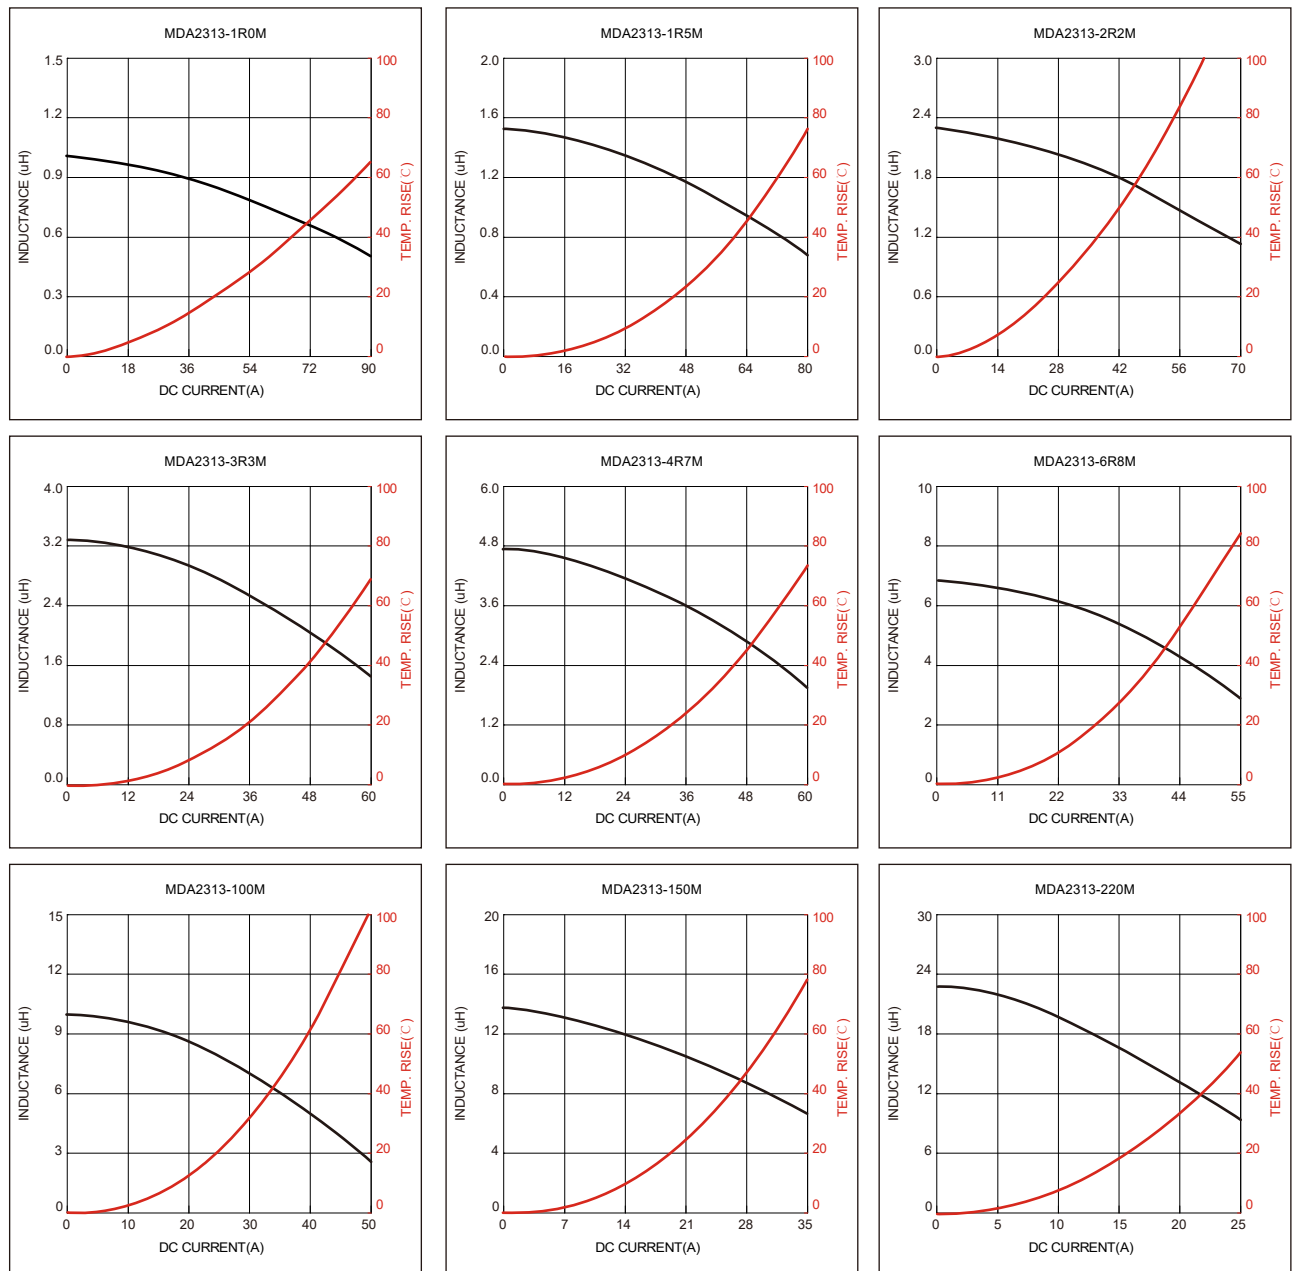 MDA2313-1R0M
1.5
1.2
0.9
0.6
0.3
0.0
100
80
60
40
20
0
0 18 36 54 72 90
INDUCTANCE (uH)
TEMP. RISE(℃)
DC CURRENT(A)
MDA2313-1R5M
2.0
1.6
1.2
0.8
0.4
0.0
100
80
60
40
20
0
0 16 32 48 64 80
INDUCTANCE (uH)
TEMP. RISE(℃)
DC CURRENT(A)
MDA2313-2R2M
3.0
2.4
1.8
1.2
0.6
0.0
100
80
60
40
20
0
0 14 28 42 56 70
INDUCTANCE (uH)
TEMP. RISE(℃)
DC CURRENT(A)
MDA2313-3R3M
4.0
3.2
2.4
1.6
0.8
0.0
100
80
60
40
20
0
0 12 24 36 48 60
INDUCTANCE (uH)
TEMP. RISE(℃)
DC CURRENT(A)
MDA2313-4R7M
6.0
4.8
3.6
2.4
1.2
0.0
100
80
60
40
20
0
0 12 24 36 48 60
INDUCTANCE (uH)
TEMP. RISE(℃)
DC CURRENT(A)
MDA2313-6R8M
10
8
6
4
2
0
100
80
60
40
20
0
0 11 22 33 44 55
INDUCTANCE (uH)
TEMP. RISE(℃)
DC CURRENT(A)
MDA2313-100M
15
12
9
6
3
0
100
80
60
40
20
0
0 10 20 30 40 50
INDUCTANCE (uH)
TEMP. RISE(℃)
DC CURRENT(A)
MDA2313-150M
20
16
12
8
4
0
100
80
60
40
20
0
0 7 14 21 28 35
INDUCTANCE (uH)
TEMP. RISE(℃)
DC CURRENT(A)
MDA2313-220M
30
24
18
12
6
0
100
80
60
40
20
0
0 5 10 15 20 25
INDUCTANCE (uH)
TEMP. RISE(℃)
DC CURRENT(A)